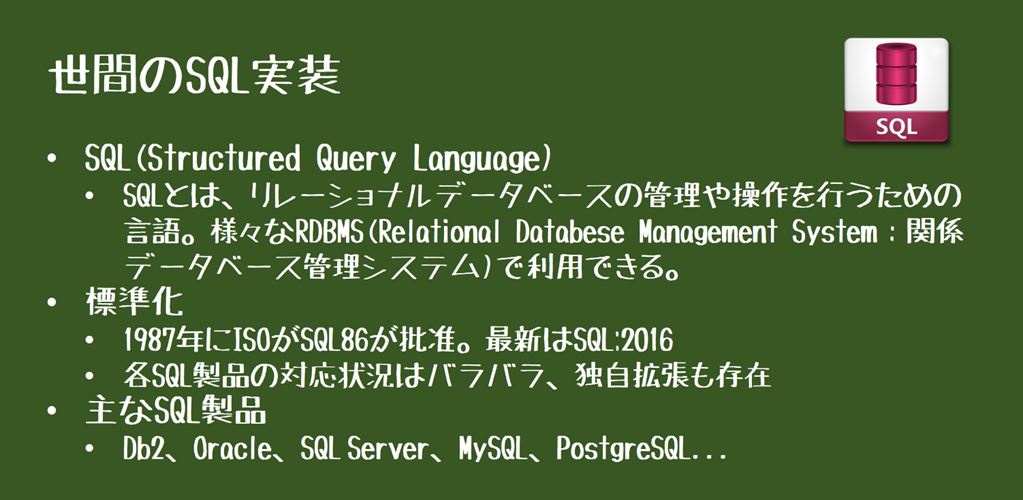 世間のSQL実装
SQL
• SQL(Structured Query Language)
• SQLとは、リレーショナルデータベースの管理や操作を行うための
言語。様々なRDBMS(Relational Databese Management System：関係
データベース管理システム)で利用できる。
• 標準化
• 1987年にISOがSQL86が批准。最新はSQL:2016
• 各SQL製品の対応状況はバラバラ、独自拡張も存在
• 主なSQL製品
• Db2、Oracle、SQL Server、MySQL、PostgreSQL...